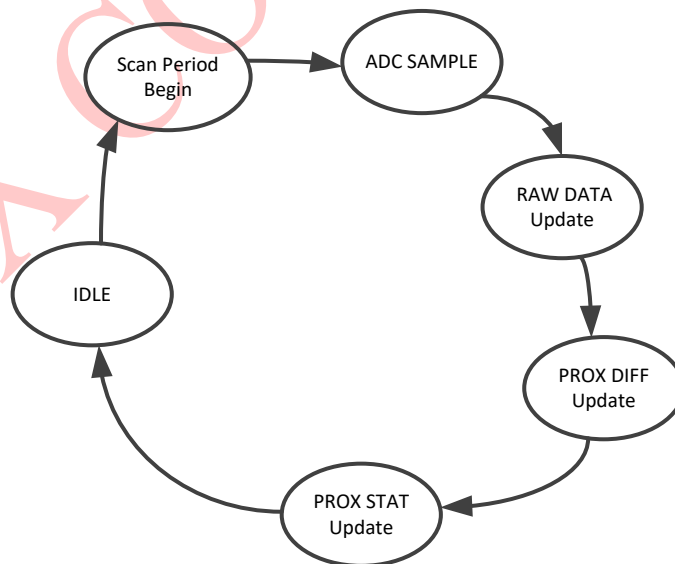 Scan Period
Begin
ADC SAMPLE
RAW DATA
Update
PROX DIFF
Update
PROX STAT
Update
IDLE